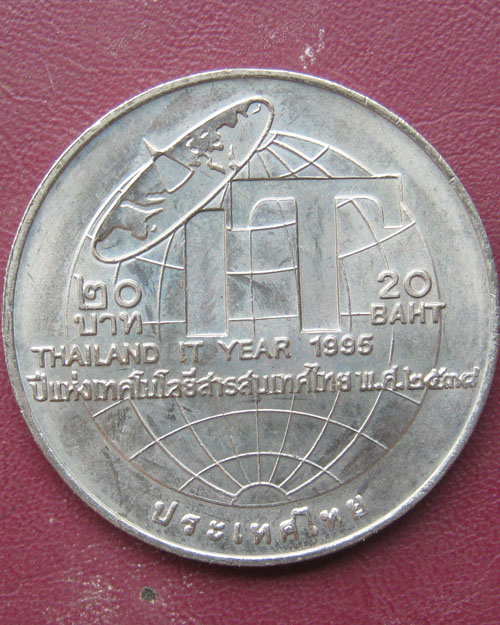 IT
๒๐ 20
บาท BAHT
THAILAND IT YEAR 1995
ปีแห่งเทคโนโลยีสารสนเทศไทย พ.ศ.๒๕๓๘
ประเทศไทย